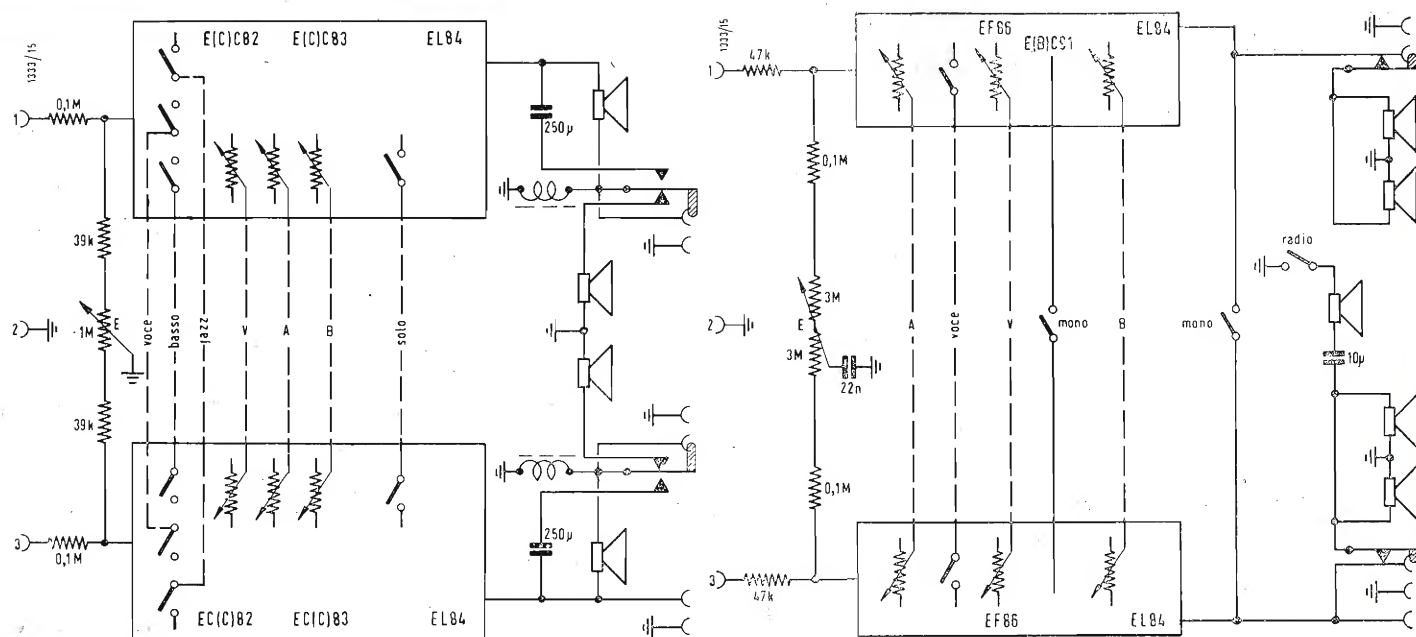 1333/15
E(C)C82 E(C)C83 EL84
0,1M
1
250µ
39k
1M
E
2
voce
basso
jazz
V
A
B
solo
39k
3
0,1M
250µ
EC(C)82 E(C)C83 EL84
1333/15
47k
1
EF86
E(B)C91
EL84
0,1M
3M
E
2
3M
22n
A
voce
V
mono
B
mono
radio
10µ
0,1M
3
47k
EF86 EL84